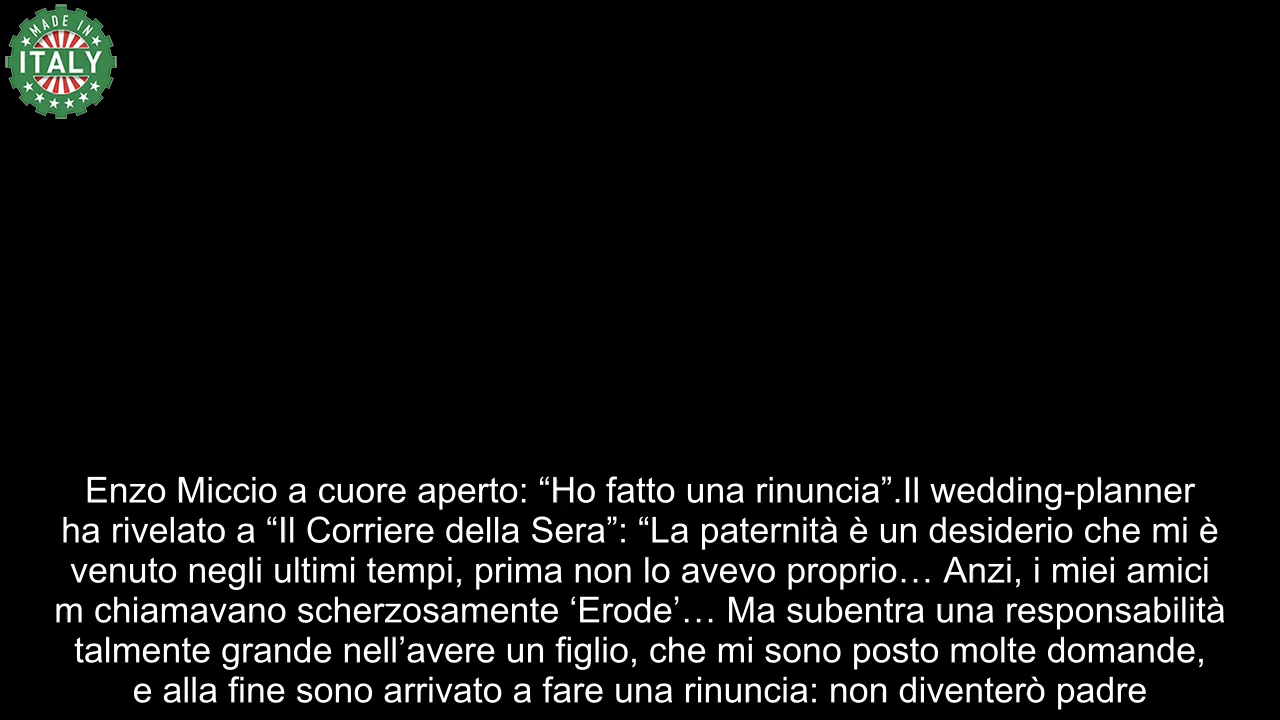 MADE IN
ITALY
Enzo Miccio a cuore aperto: “Ho fatto una rinuncia”.Il wedding-planner
ha rivelato a “Il Corriere della Sera”: “La paternità è un desiderio che mi è
venuto negli ultimi tempi, prima non lo avevo proprio… Anzi, i miei amici
m chiamavano scherzosamente ‘Erode’… Ma subentra una responsabilità
talmente grande nell’avere un figlio, che mi sono posto molte domande,
e alla fine sono arrivato a fare una rinuncia: non diventerò padre